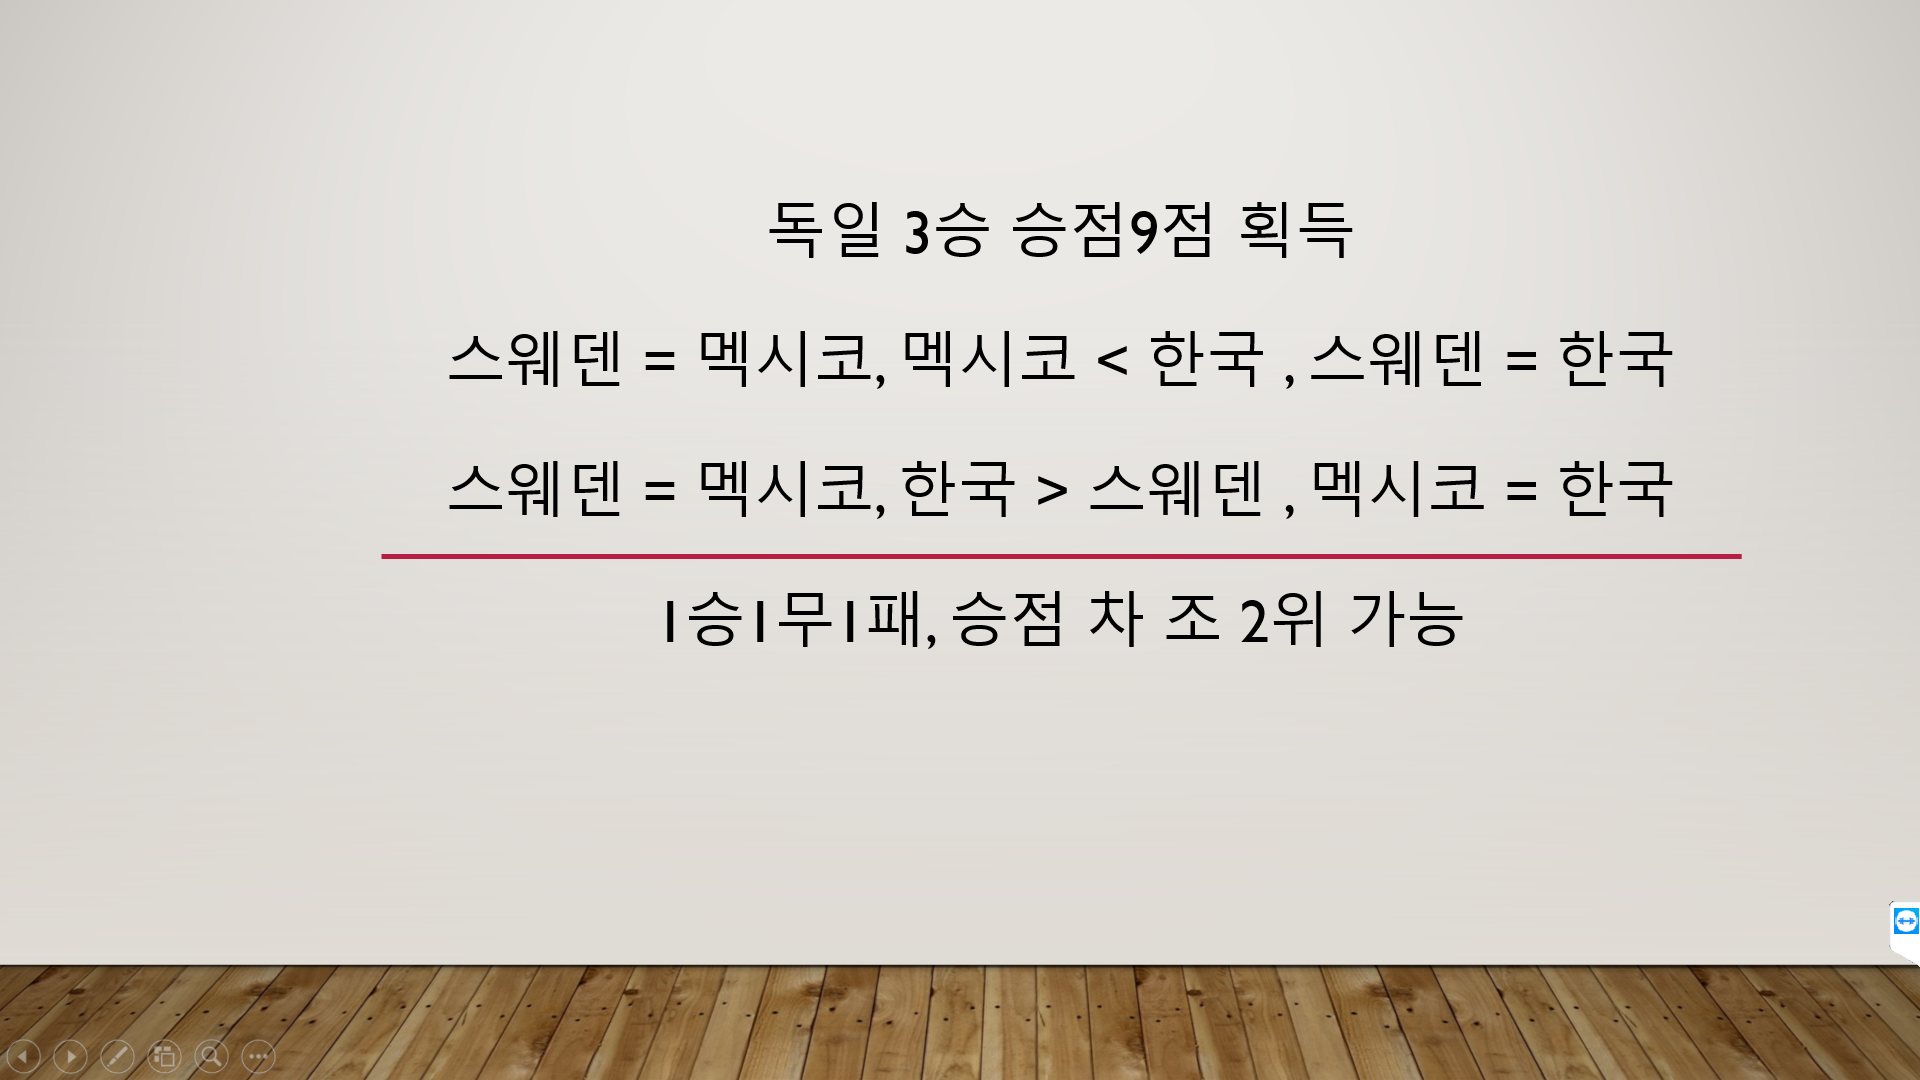 독일 3승 승점9점 획득
스웨덴 = 멕시코, 멕시코 < 한국 , 스웨덴 = 한국
스웨덴 = 멕시코, 한국 > 스웨덴 , 멕시코 = 한국
1승1무1패, 승점 차 조 2위 가능